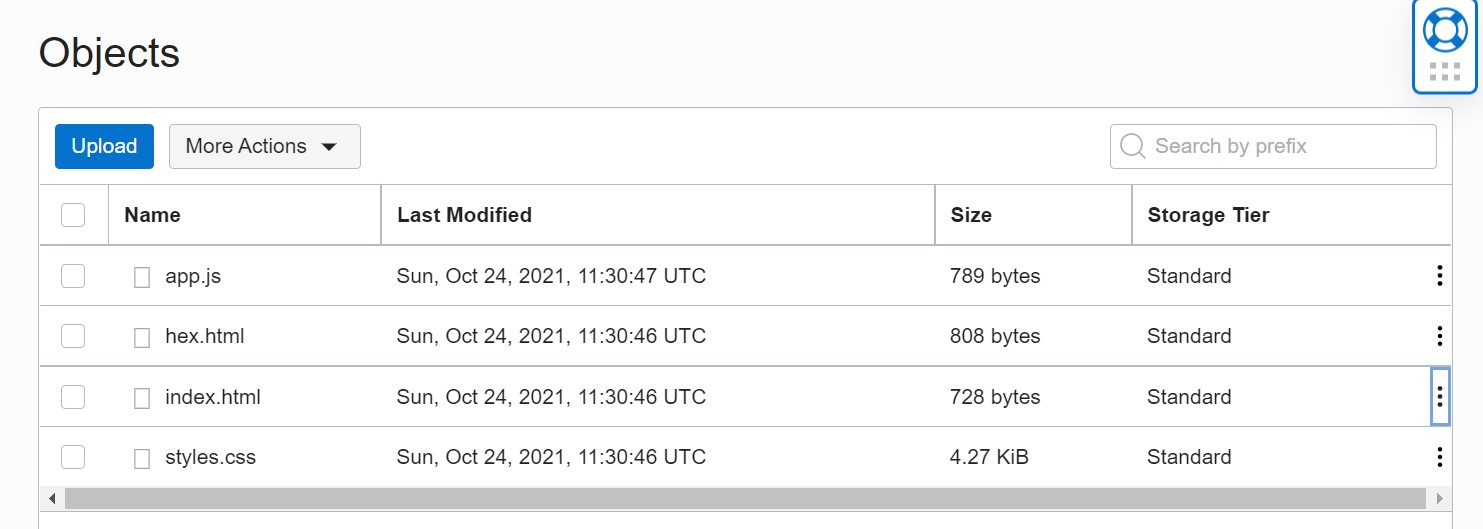 Objects
Upload More Actions Search by prefix
Name Last Modified Size Storage Tier
app.js Sun, Oct 24, 2021, 11:30:47 UTC 789 bytes Standard
hex.html Sun, Oct 24, 2021, 11:30:46 UTC 808 bytes Standard
index.html Sun, Oct 24, 2021, 11:30:46 UTC 728 bytes Standard
styles.css Sun, Oct 24, 2021, 11:30:46 UTC 4.27 KiB Standard